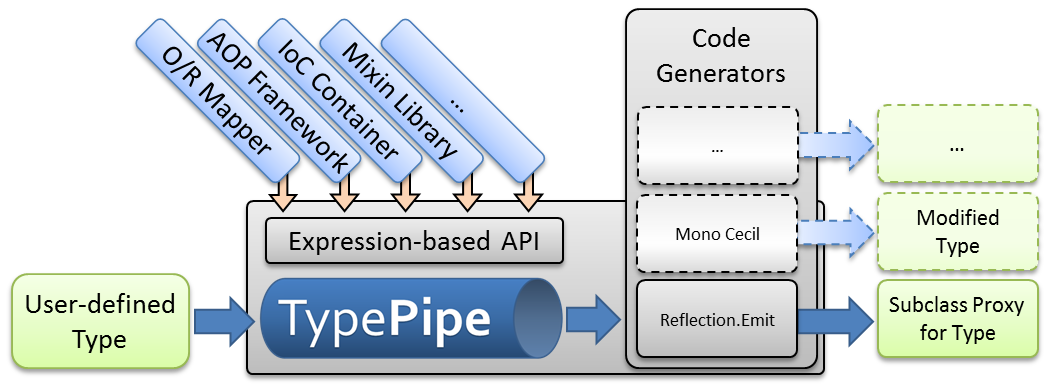 O/R Mapper
AOP Framework
IoC Container
Mixin Library
...
Code
Generators
...
...
Mono Cecil
Modified
Type
Expression-based API
User-defined
Type
TypePipe
Reflection.Emit
Subclass Proxy
for Type